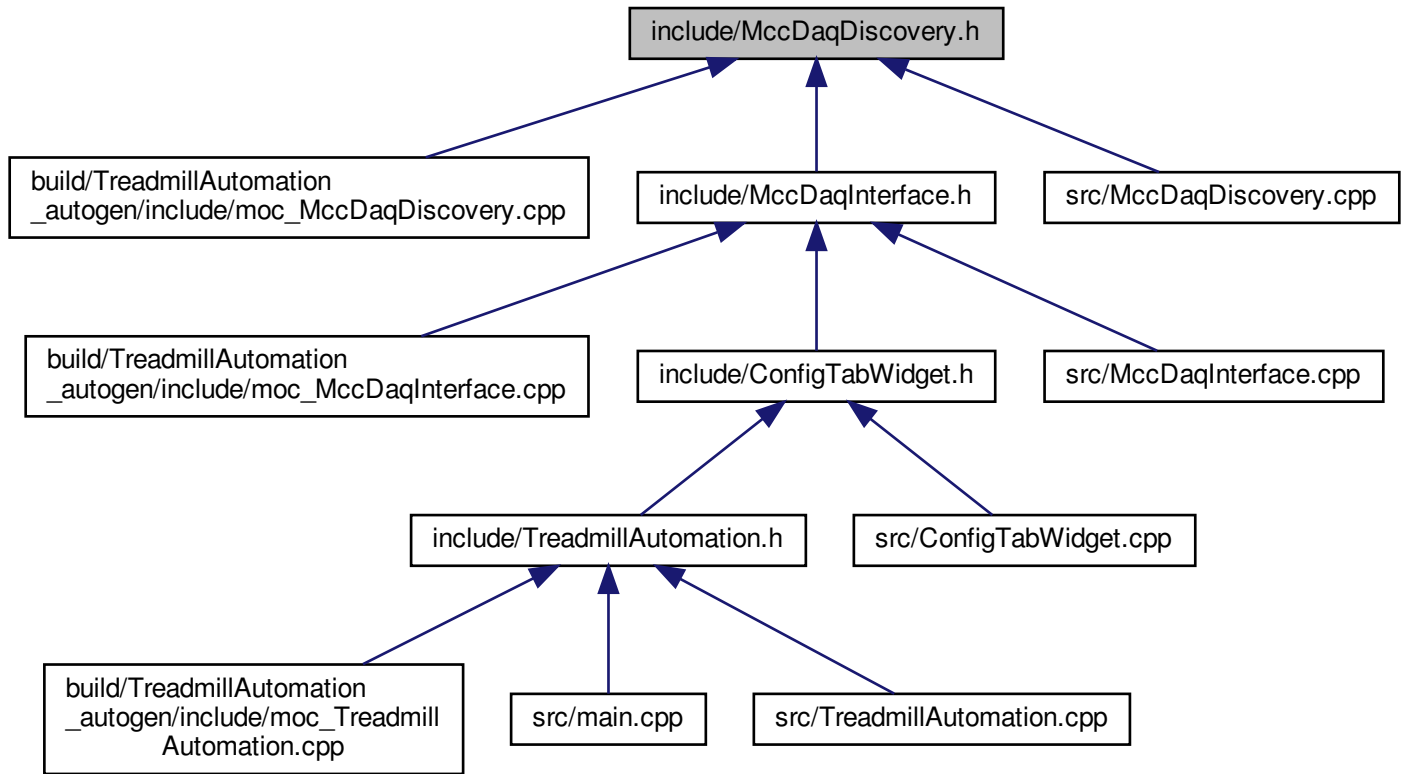 include/MccDaqDiscovery.h
build/TreadmillAutomation
_autogen/include/moc_MccDaqDiscovery.cpp
include/MccDaqInterface.h
src/MccDaqDiscovery.cpp
build/TreadmillAutomation
_autogen/include/moc_MccDaqInterface.cpp
include/ConfigTabWidget.h
src/MccDaqInterface.cpp
include/TreadmillAutomation.h
src/ConfigTabWidget.cpp
build/TreadmillAutomation
_autogen/include/moc_Treadmill
Automation.cpp
src/main.cpp
src/TreadmillAutomation.cpp